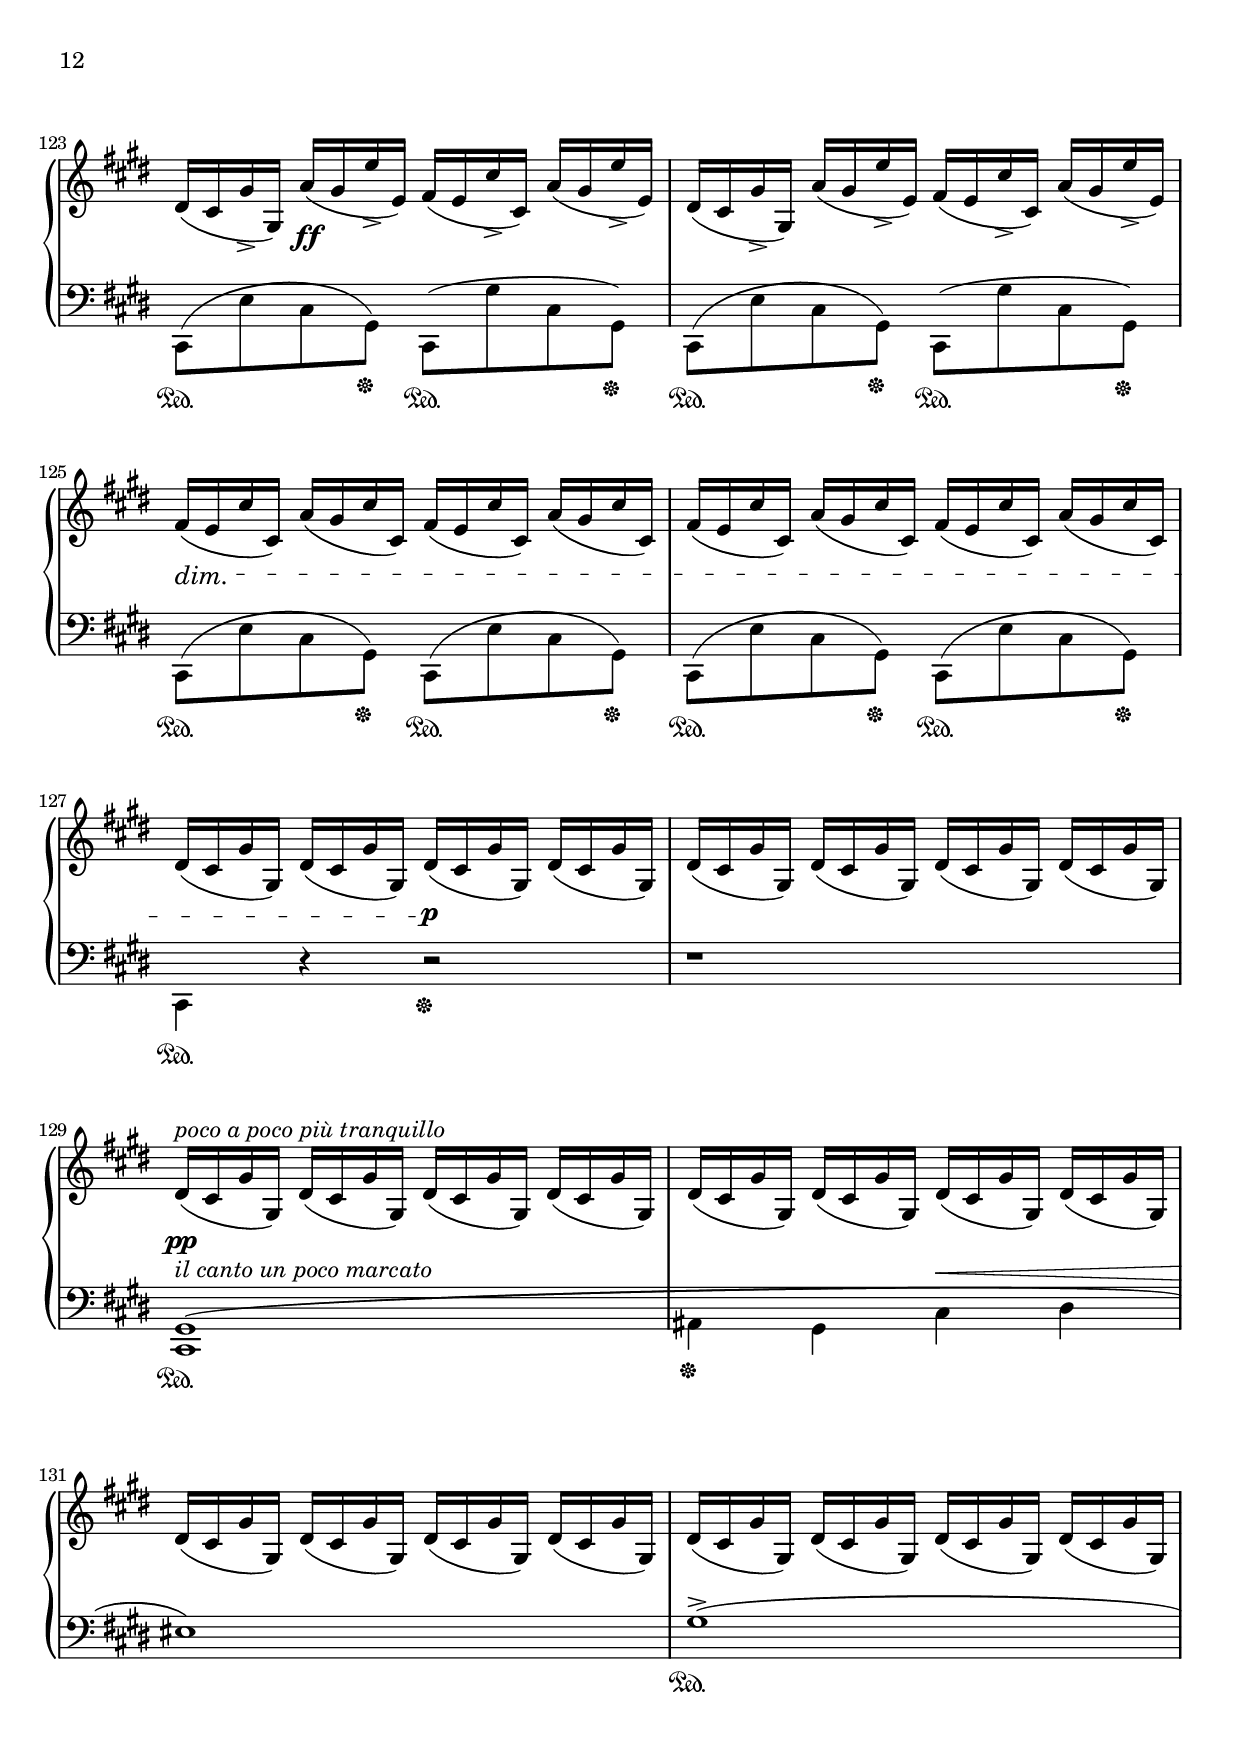 12
123
ff
Ped. Ped. Ped. Ped.
125
dim.
Ped. Ped. Ped. Ped.
127
p
Ped.
129
poco a poco più tranquillo
pp
il canto un poco marcato
Ped.
131
Ped.